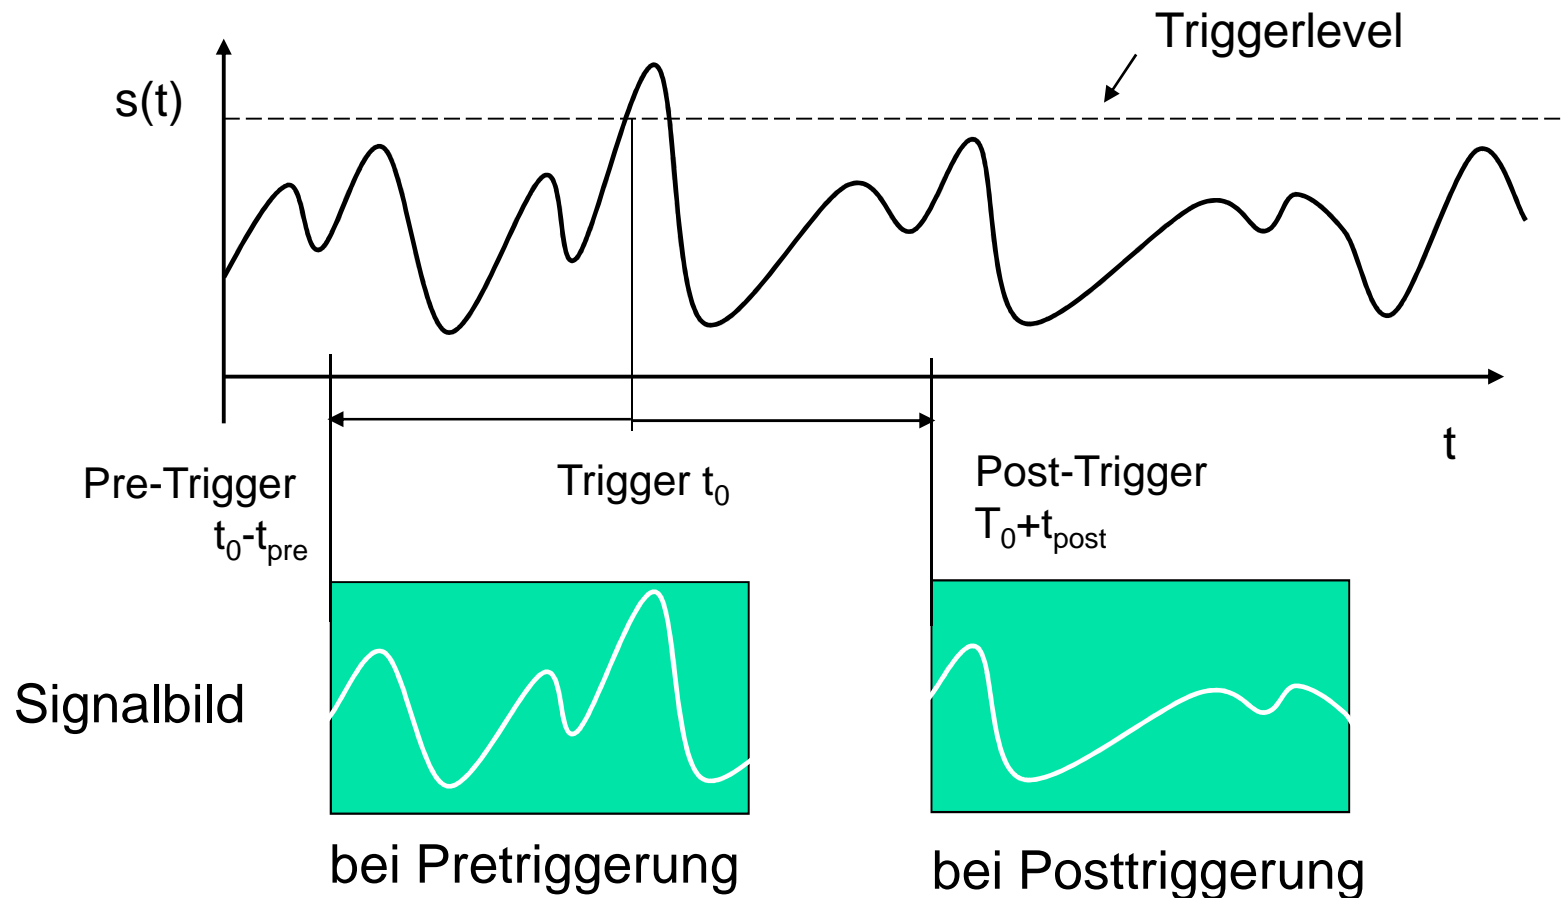 Triggerlevel
s(t)
t
Pre-Trigger
t₀-tₚᵣₑ
Trigger t₀
Post-Trigger
T₀+tₚₒₛₜ
Signalbild
bei Pretriggerung
bei Posttriggerung